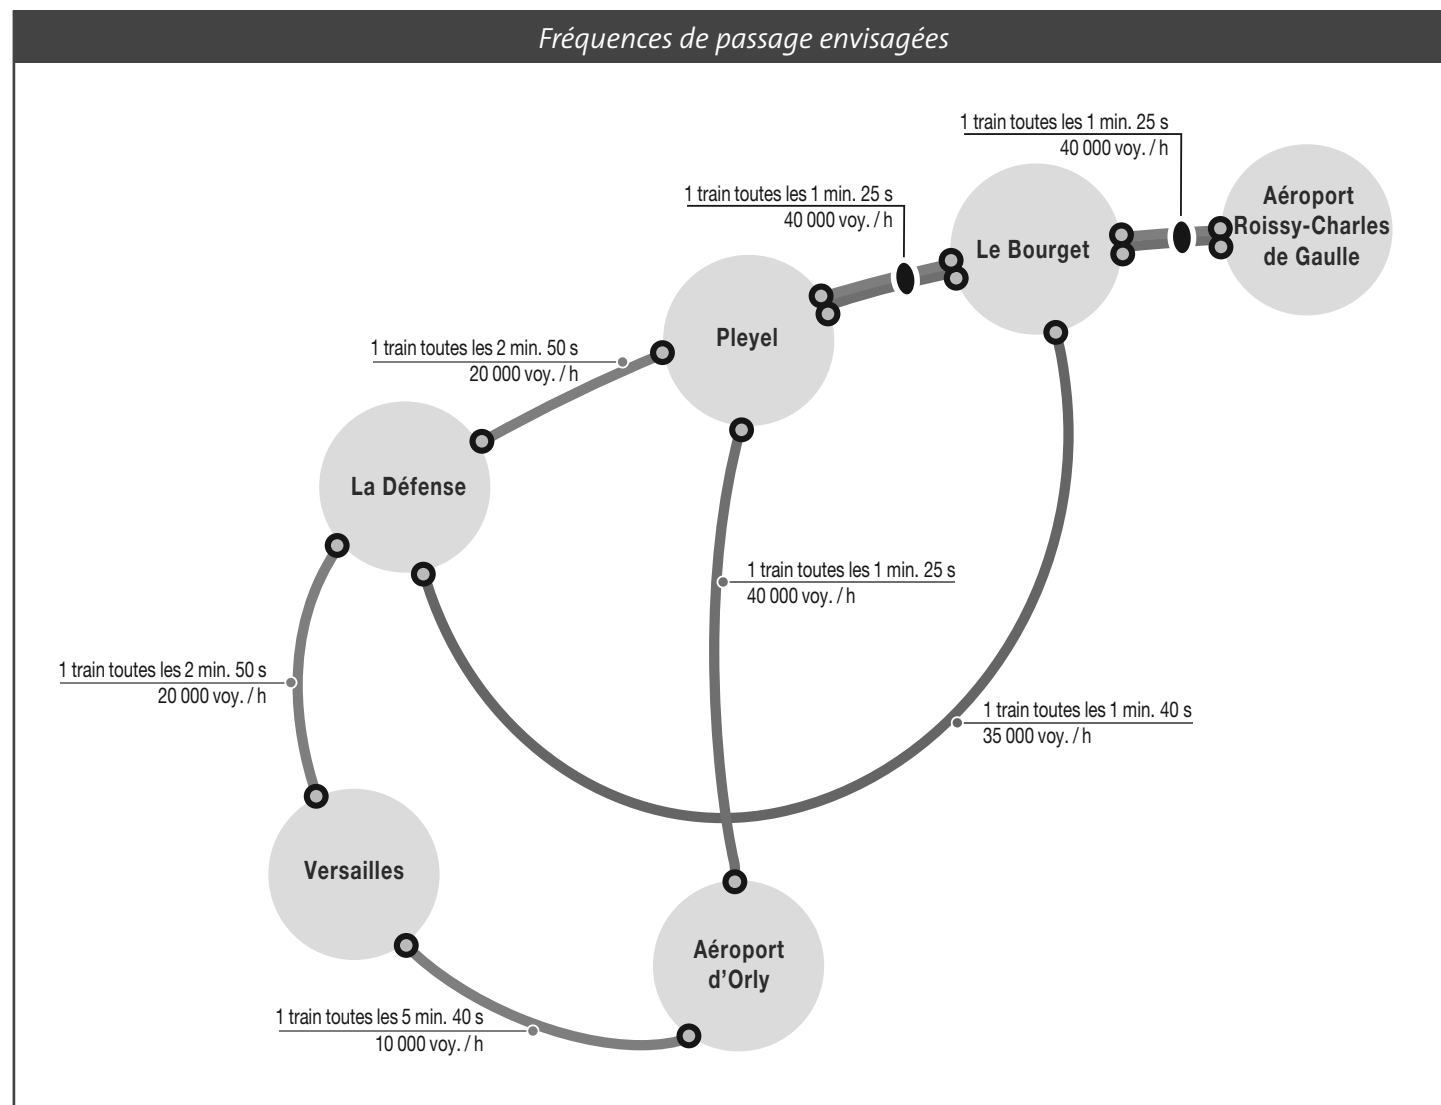 Fréquences de passage envisagées
1 train toutes les 1 min. 25 s
40 000 voy. / h
Aéroport
Roissy-Charles
de Gaulle
1 train toutes les 1 min. 25 s
40 000 voy. / h
Le Bourget
Pleyel
1 train toutes les 2 min. 50 s
20 000 voy. / h
La Défense
1 train toutes les 1 min. 25 s
40 000 voy. / h
1 train toutes les 2 min. 50 s
20 000 voy. / h
1 train toutes les 1 min. 40 s
35 000 voy. / h
Versailles
Aéroport
d’Orly
1 train toutes les 5 min. 40 s
10 000 voy. / h